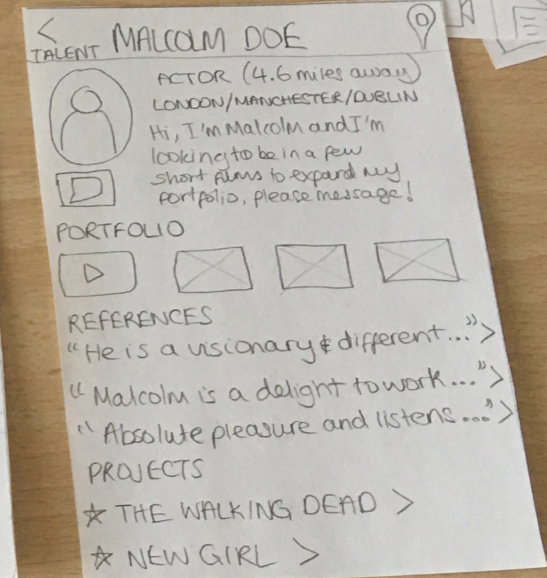 < MALCOLM DOE
TALENT
ACTOR (4.6 miles away)
LONDON/MANCHESTER/DUBLIN
Hi, I'm Malcolm and I'm
looking to be in a few
short films to expand my
portfolio, please message!
PORTFOLIO
REFERENCES
"He is a visionary & different..." >
"Malcolm is a delight to work..." >
"Absolute pleasure and listens..." >
PROJECTS
☆ THE WALKING DEAD >
☆ NEW GIRL >